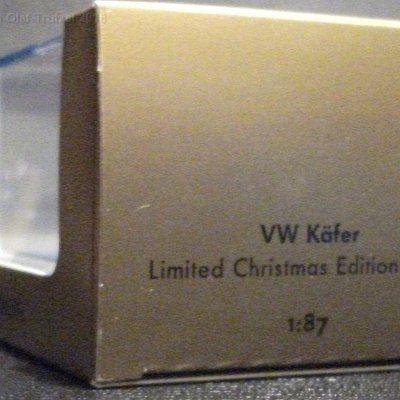 VW Käfer
Limited Christmas Edition
1:87